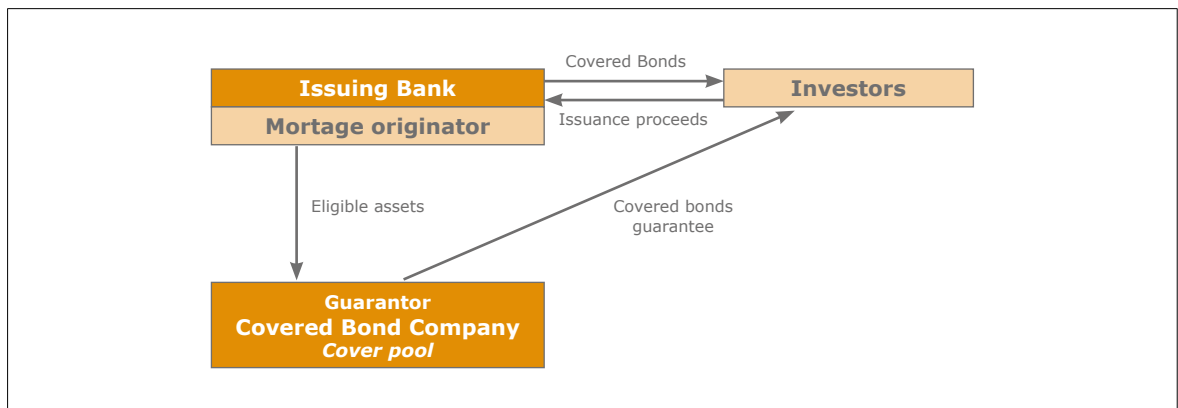 Covered Bonds
Issuing Bank
Investors
Issuance proceeds
Mortage originator
Eligible assets
Covered bonds
guarantee
Guarantor
Covered Bond Company
Cover pool